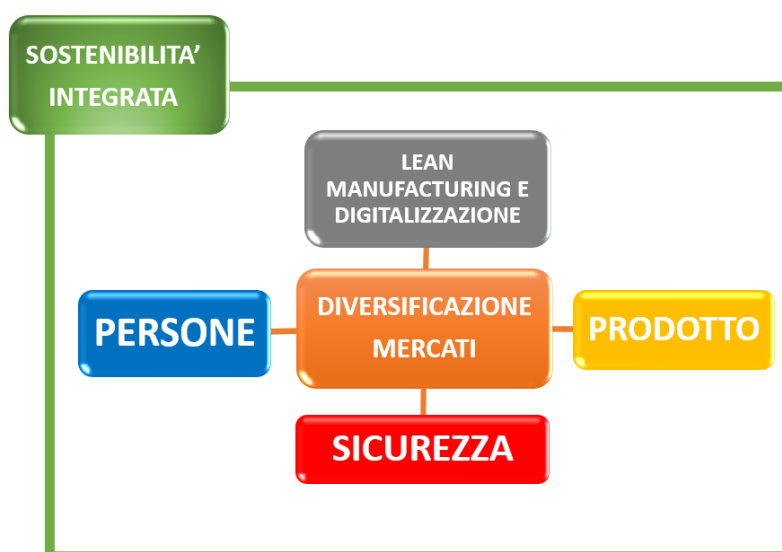 SOSTENIBILITA’
INTEGRATA
LEAN
MANUFACTURING E
DIGITALIZZAZIONE
PERSONE
DIVERSIFICAZIONE
MERCATI
PRODOTTO
SICUREZZA